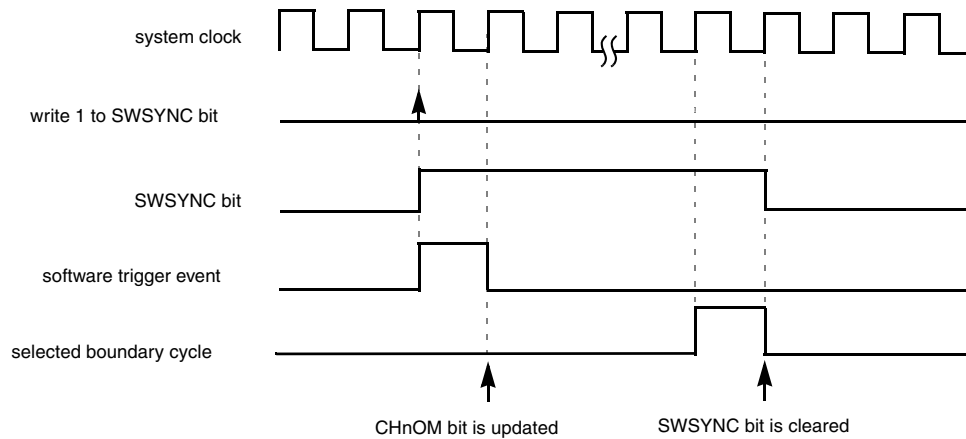 system clock
write 1 to SWSYNC bit
SWSYNC bit
software trigger event
selected boundary cycle
CHnOM bit is updated
SWSYNC bit is cleared